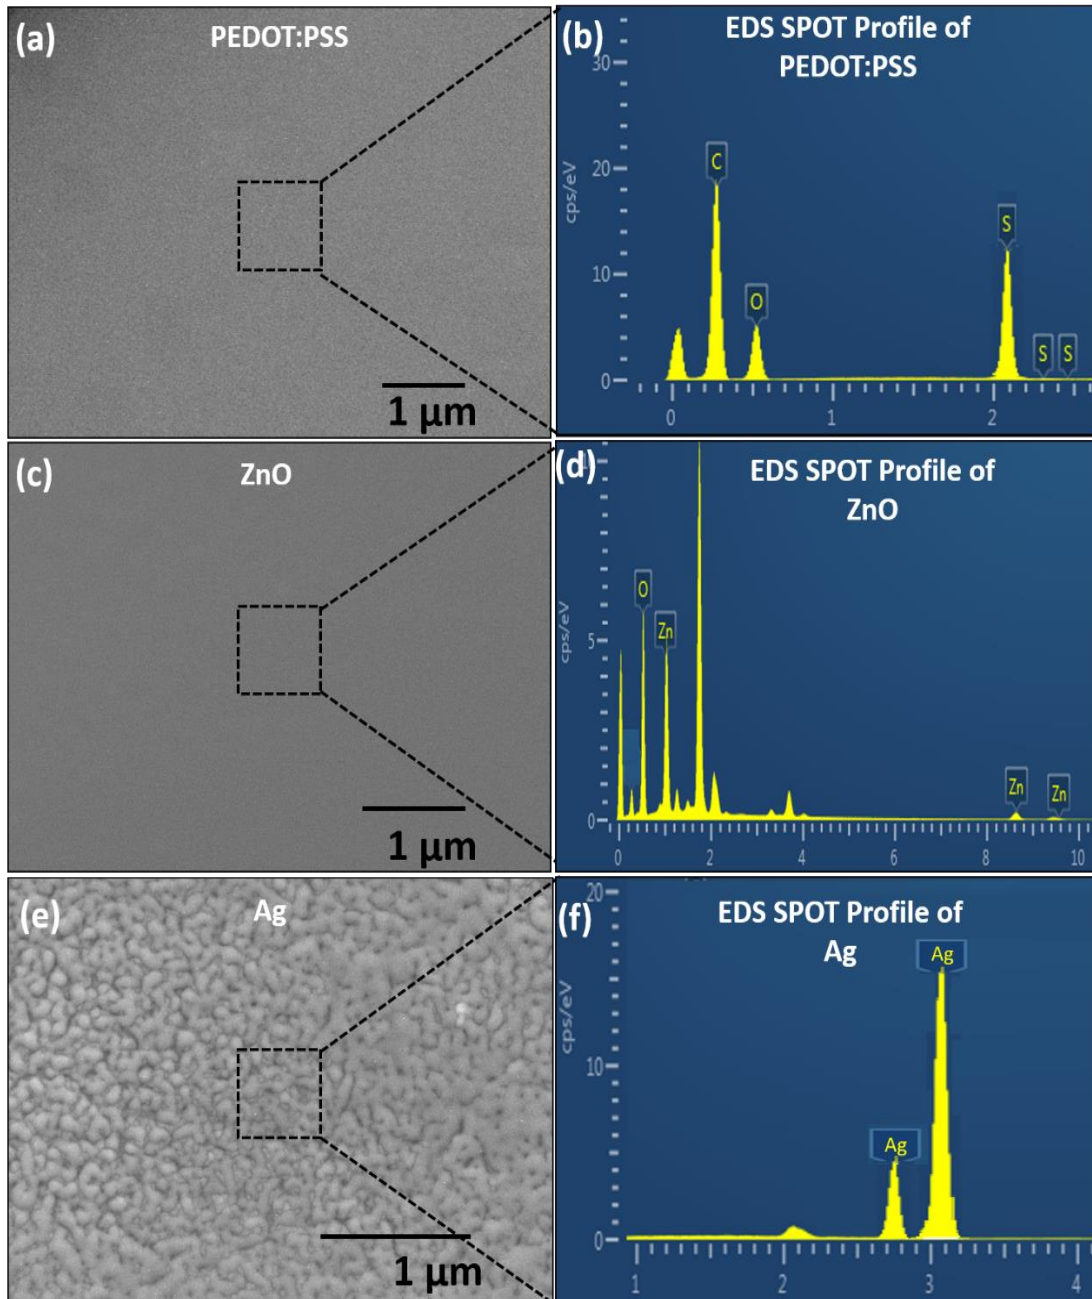 (a)
PEDOT:PSS
1 μm
(b)
EDS SPOT Profile of
PEDOT:PSS
cps/eV
30
20
10
0
C
O
S
S
S
0
1
2
(c)
ZnO
1 μm
(d)
EDS SPOT Profile of
ZnO
cps/eV
5
0
O
Zn
Zn
Zn
0
2
4
6
8
10
(e)
Ag
1 μm
(f)
EDS SPOT Profile of
Ag
cps/eV
20
10
0
Ag
Ag
1
2
3
4